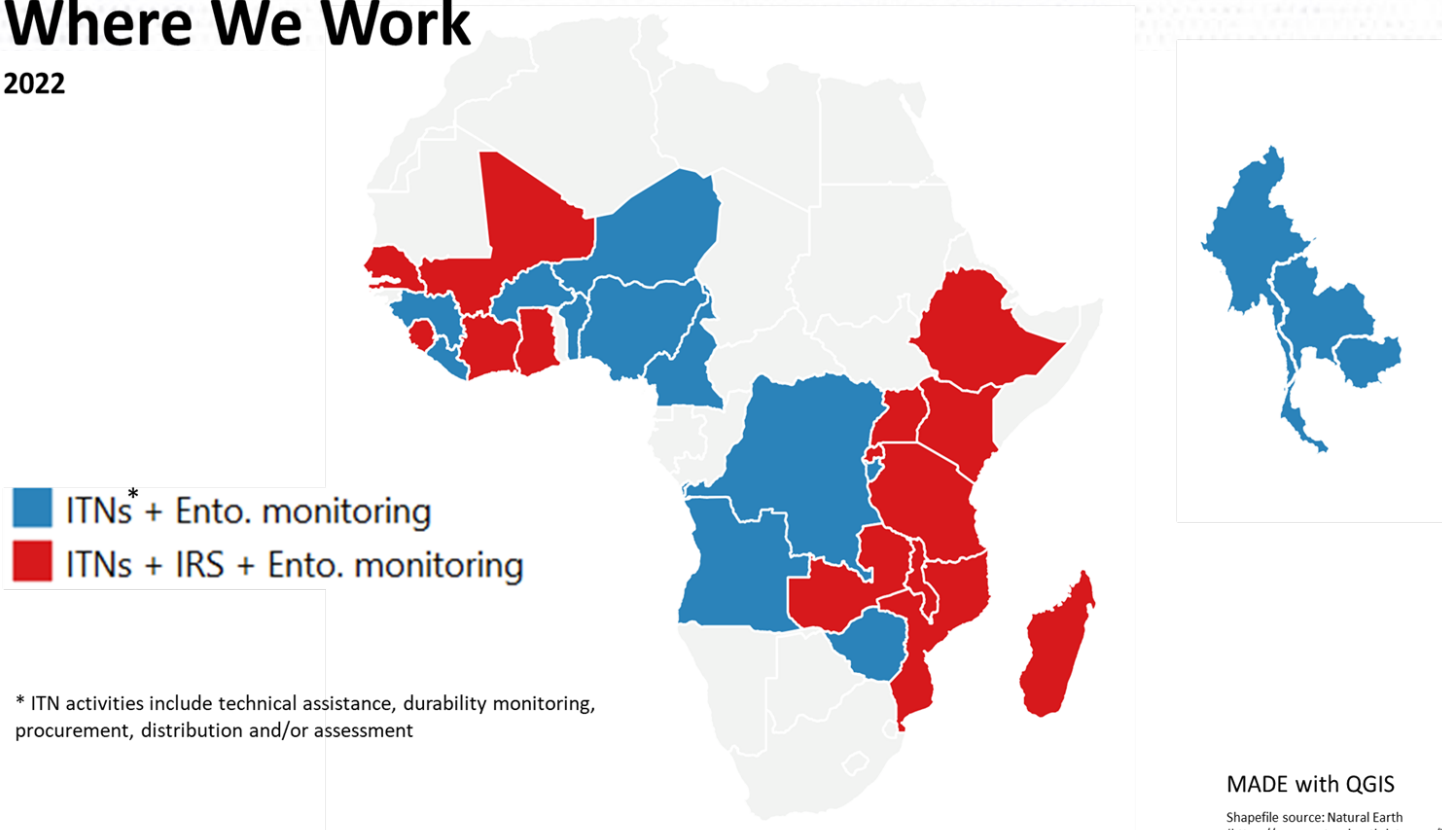 Where We Work
2022
ITNs* + Ento. monitoring
ITNs + IRS + Ento. monitoring
* ITN activities include technical assistance, durability monitoring,
procurement, distribution and/or assessment
MADE with QGIS
Shapefile source: Natural Earth